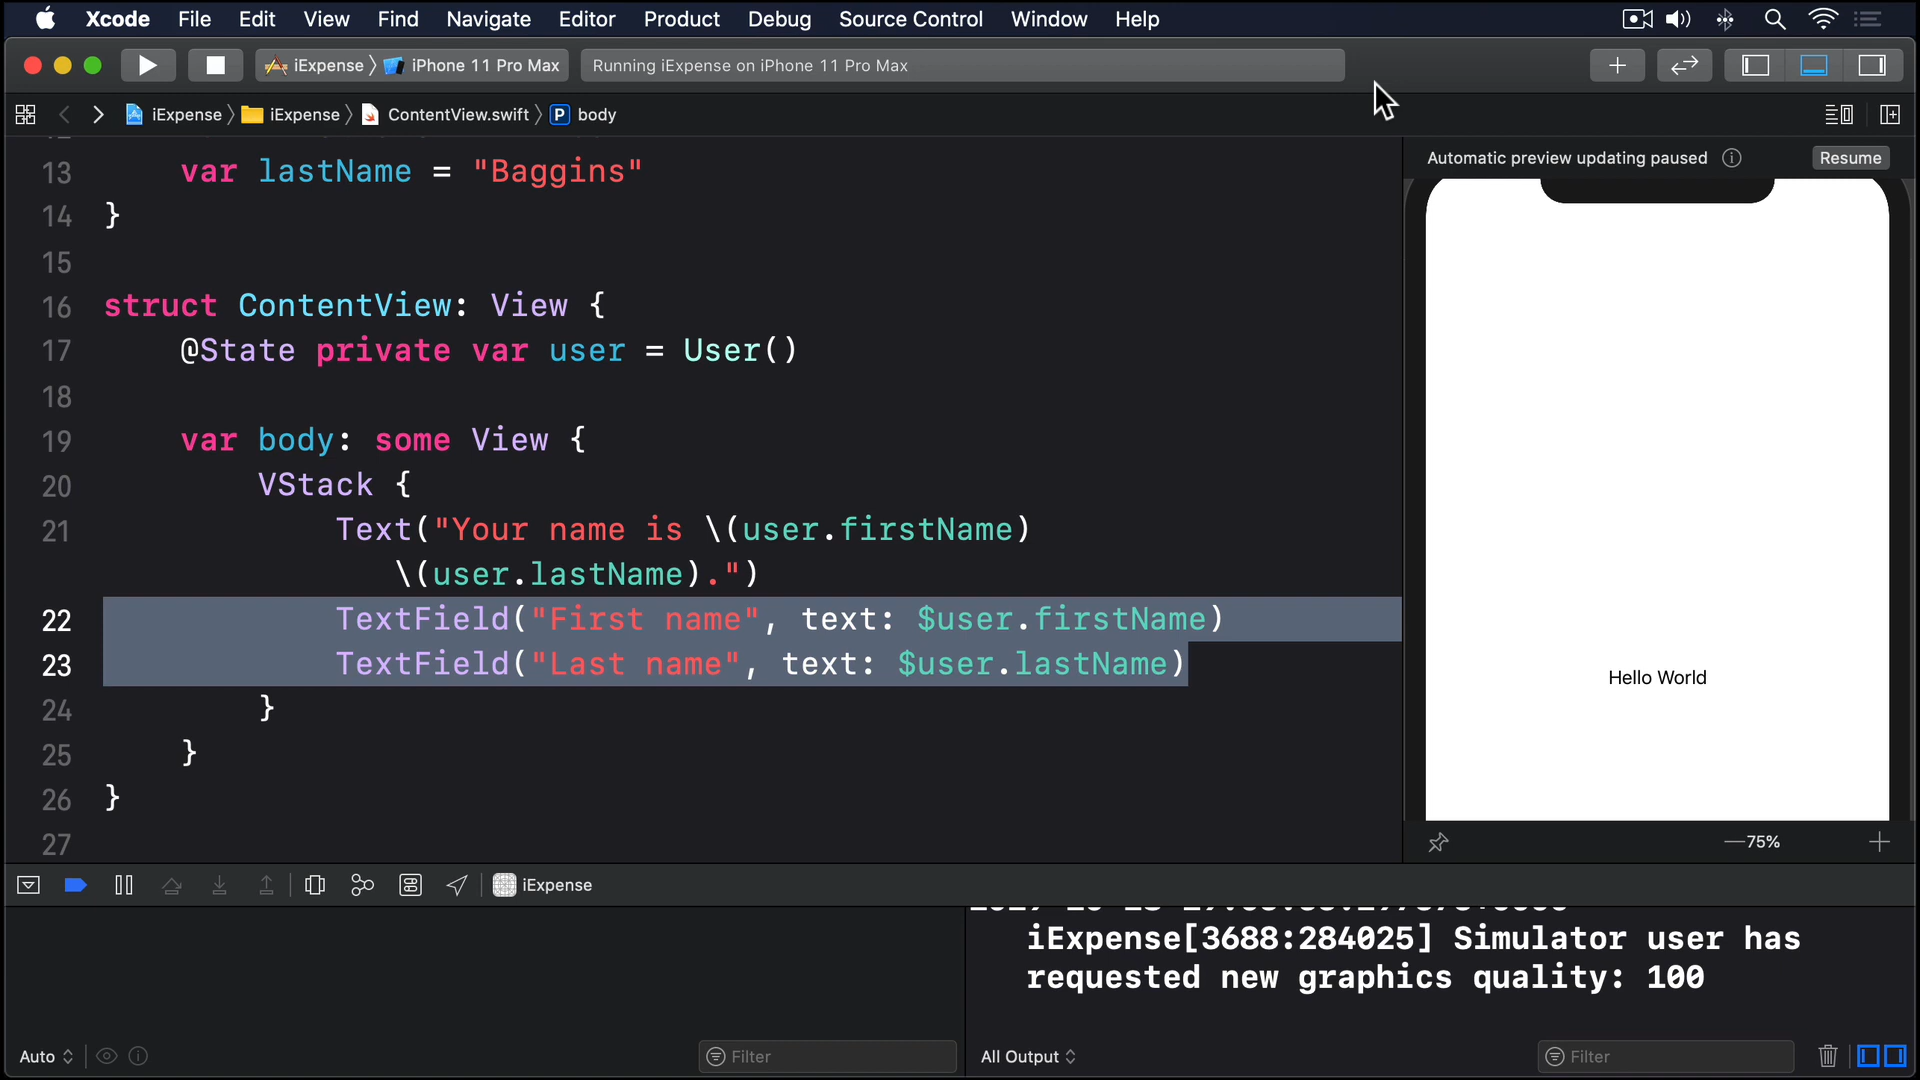 Xcode File Edit View Find Navigate Editor Product Debug Source Control Window Help
iExpense iPhone 11 Pro Max Running iExpense on iPhone 11 Pro Max
iExpense iExpense ContentView.swift P body
13 var lastName = "Baggins"
14 }
15
16 struct ContentView: View {
17 @State private var user = User()
18
19 var body: some View {
20 VStack {
21 Text("Your name is \(user.firstName)
\(user.lastName).")
22 TextField("First name", text: $user.firstName)
23 TextField("Last name", text: $user.lastName)
24 }
25 }
26 }
27
Automatic preview updating paused Resume
Hello World
75%
iExpense
iExpense[3688:284025] Simulator user has
requested new graphics quality: 100
Auto Filter All Output Filter